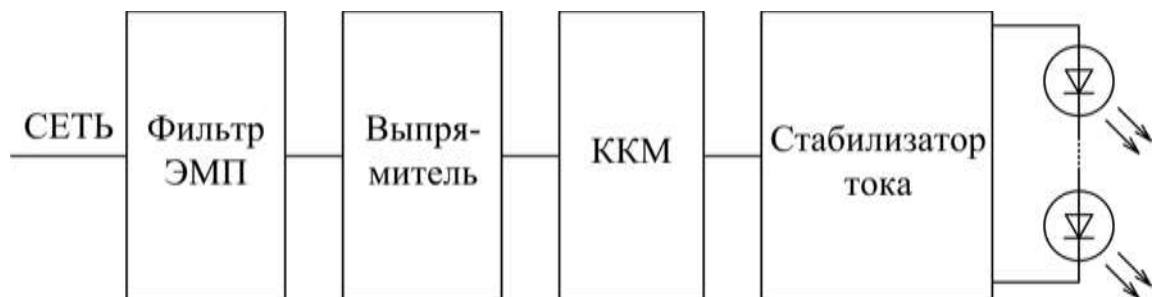 СЕТЬ
Фильтр
ЭМП
Выпря-
митель
ККМ
Стабилизатор
тока